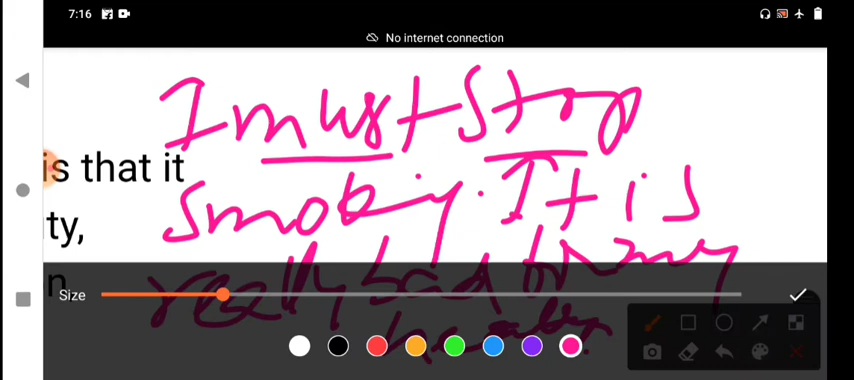 7:16
No internet connection
I must stop
is that it
smoking. It is
ty,
really bad for my
n
Size
health.